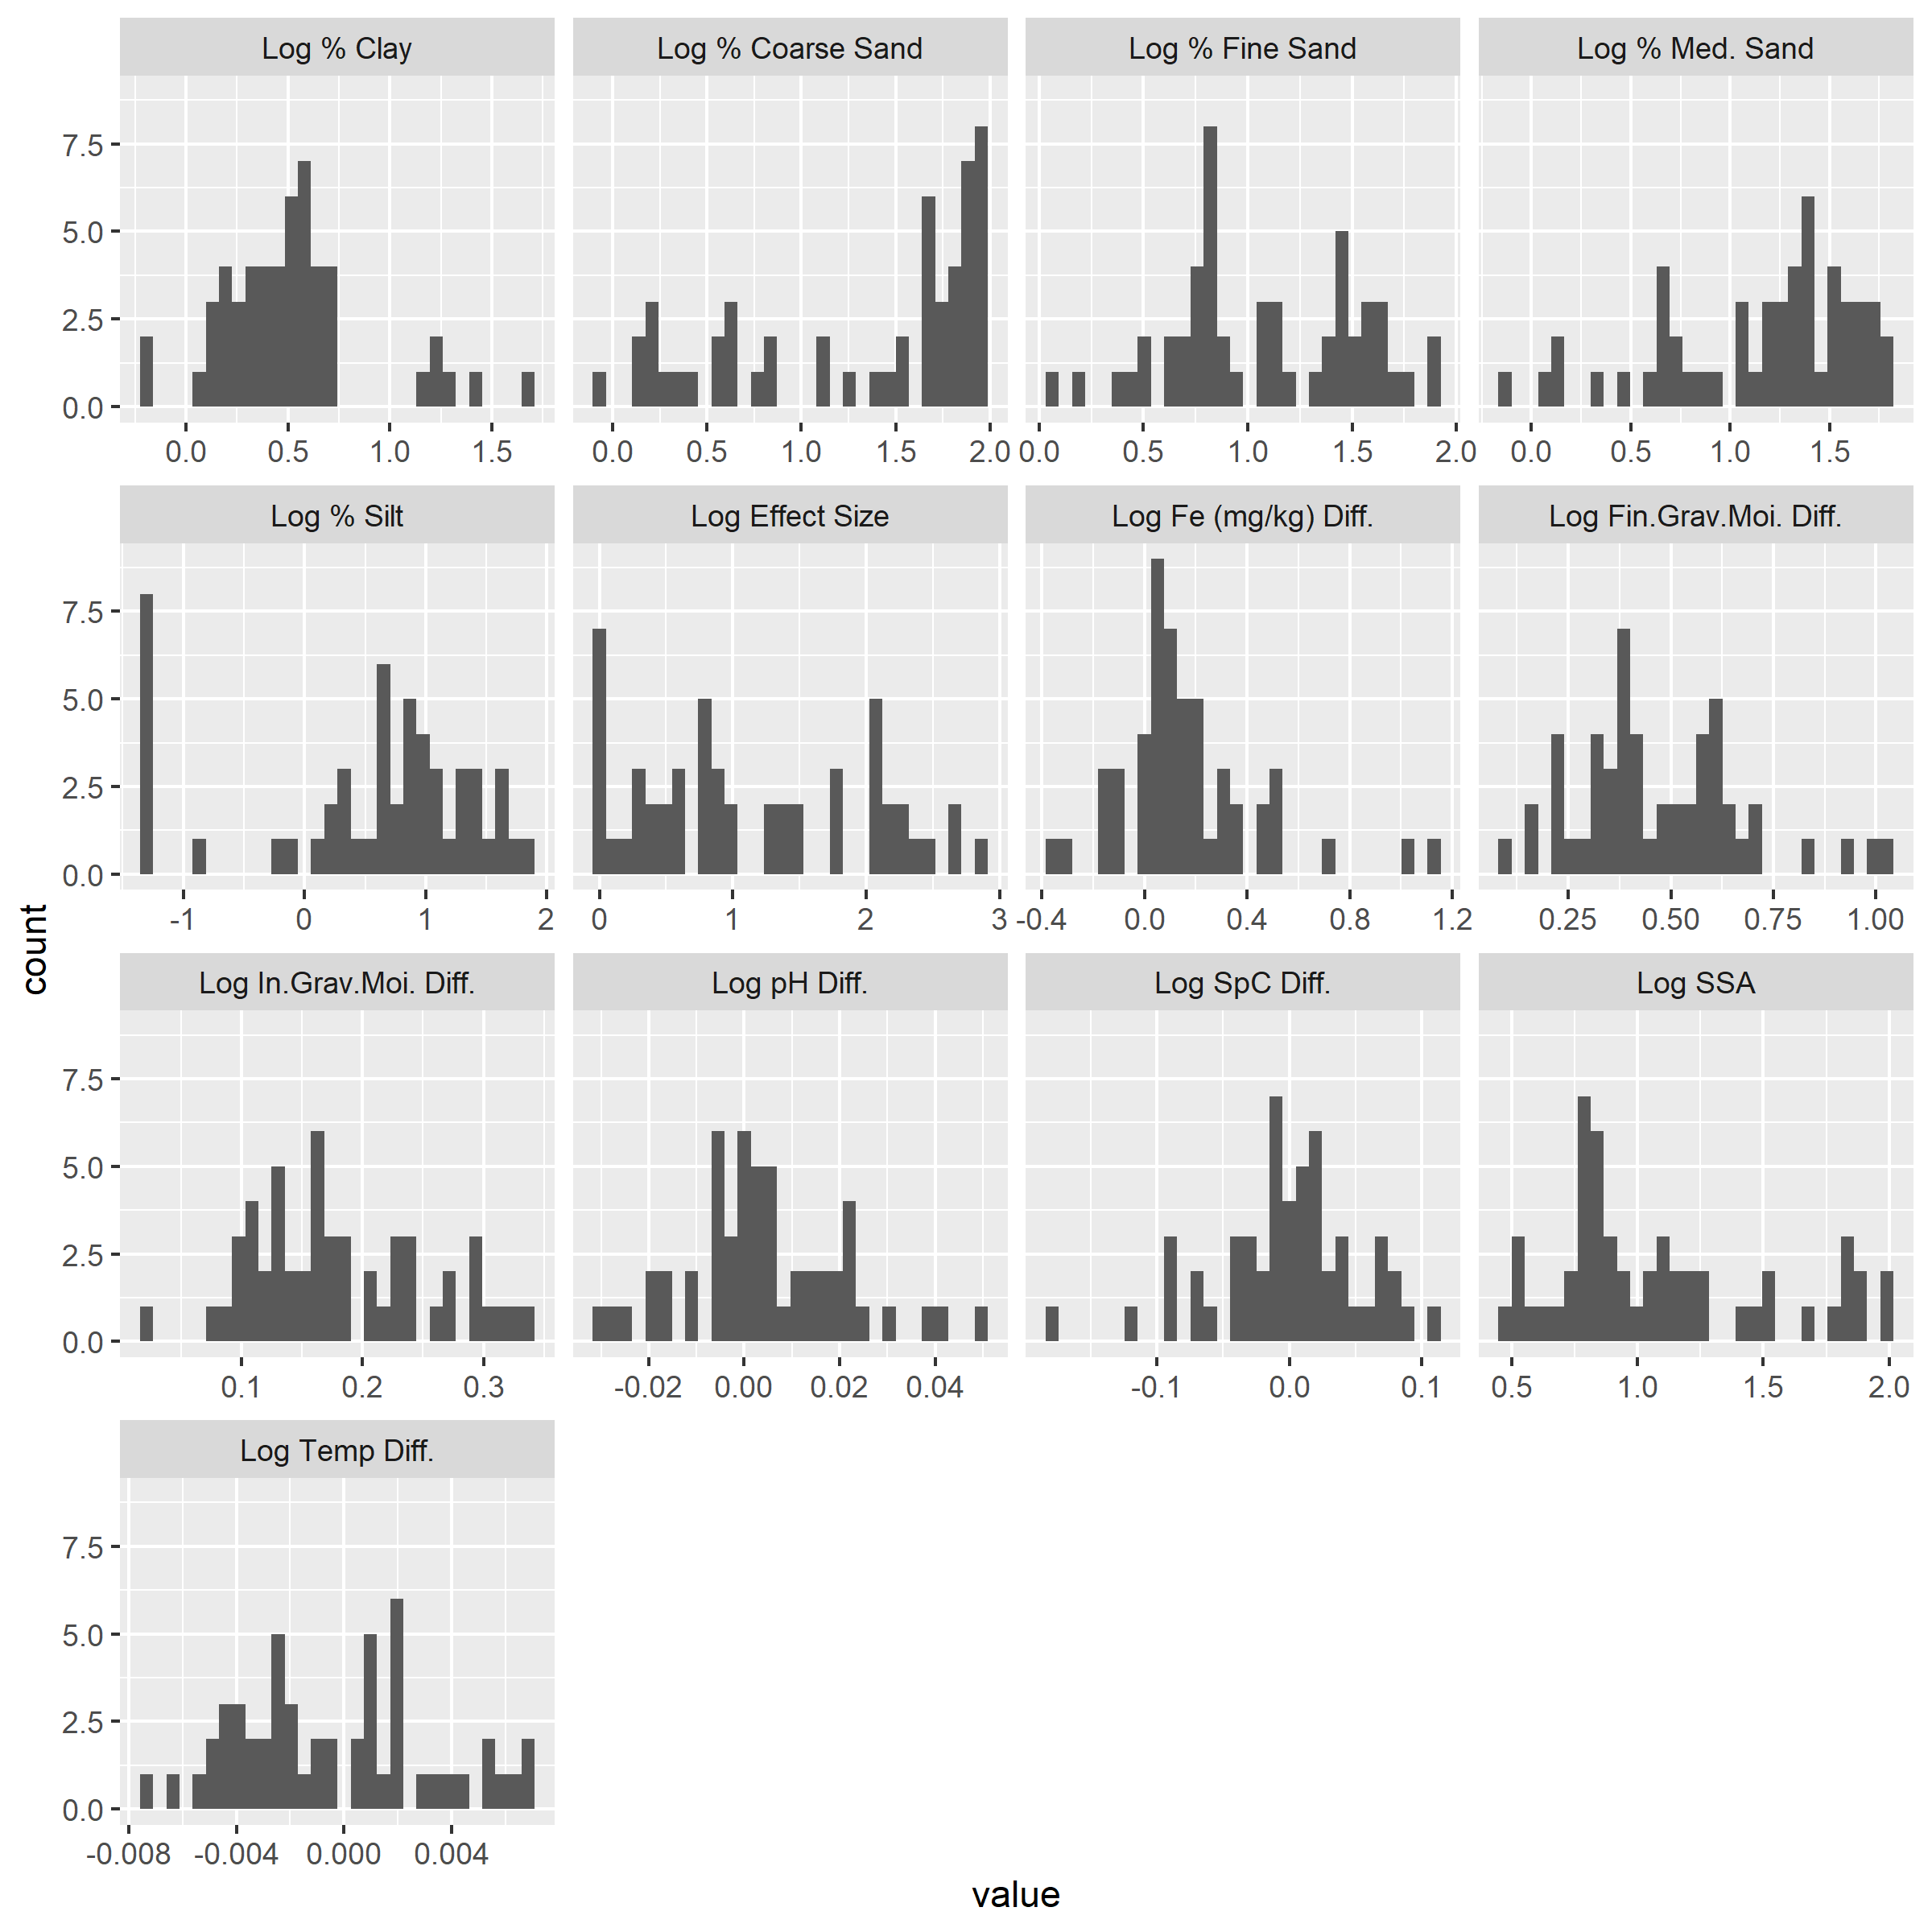 Log % Clay
Log % Coarse Sand
Log % Fine Sand
Log % Med. Sand
7.5
5.0
2.5
0.0
0.0 0.5 1.0 1.5
0.0 0.5 1.0 1.5 2.0
0.0 0.5 1.0 1.5 2.0
0.0 0.5 1.0 1.5
Log % Silt
Log Effect Size
Log Fe (mg/kg) Diff.
Log Fin.Grav.Moi. Diff.
7.5
5.0
2.5
0.0
-1 0 1 2
0 1 2 3
-0.4 0.0 0.4 0.8 1.2
0.25 0.50 0.75 1.00
count
Log In.Grav.Moi. Diff.
Log pH Diff.
Log SpC Diff.
Log SSA
7.5
5.0
2.5
0.0
0.1 0.2 0.3
-0.02 0.00 0.02 0.04
-0.1 0.0 0.1
0.5 1.0 1.5 2.0
Log Temp Diff.
7.5
5.0
2.5
0.0
-0.008 -0.004 0.000 0.004
value